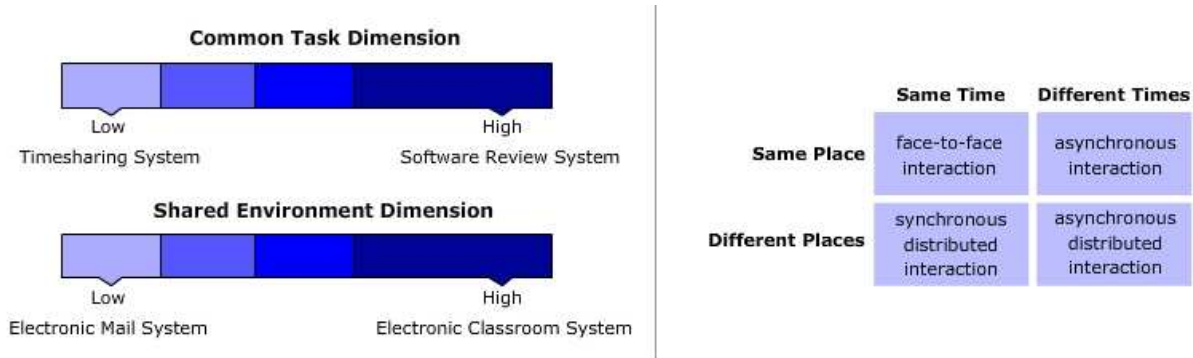 Common Task Dimension
Low
High
Timesharing System
Software Review System
Shared Environment Dimension
Low
High
Electronic Mail System
Electronic Classroom System
Same Time
Different Times
Same Place
face-to-face
interaction
asynchronous
interaction
Different Places
synchronous
distributed
interaction
asynchronous
distributed
interaction